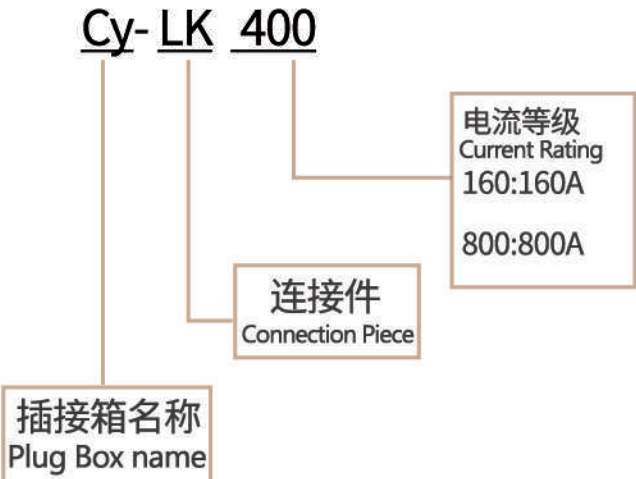 Cy- LK 400
电流等级
Current Rating
160:160A
800:800A
连接件
Connection Piece
插接箱名称
Plug Box name